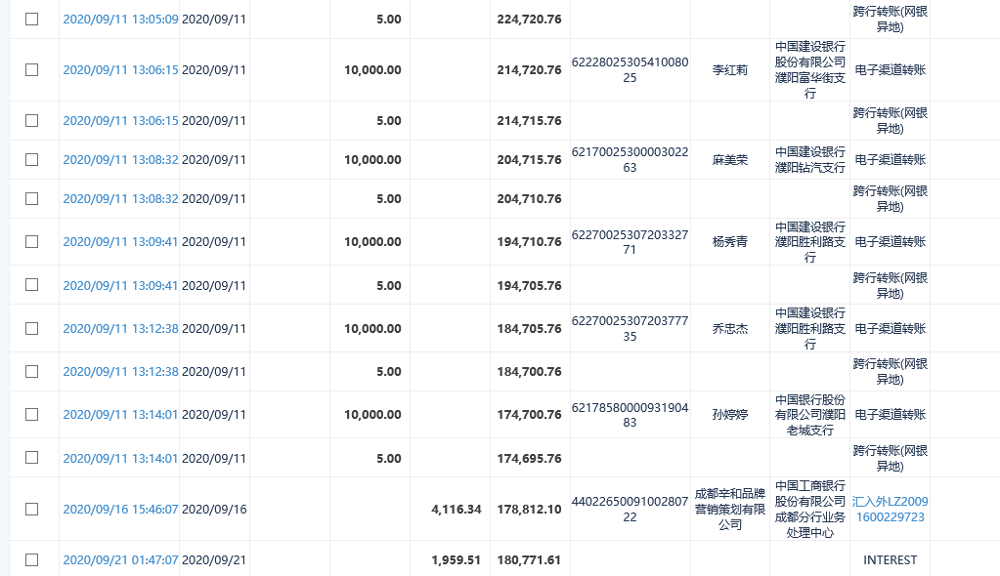 2020/09/11 13:05:09 2020/09/11 5.00 224,720.76 跨行转账(网银
异地)
2020/09/11 13:06:15 2020/09/11 10,000.00 214,720.76 62228025305410080
25 李红莉 中国建设银行
股份有限公司
濮阳富华街支
行 电子渠道转账
2020/09/11 13:06:15 2020/09/11 5.00 214,715.76 跨行转账(网银
异地)
2020/09/11 13:08:32 2020/09/11 10,000.00 204,715.76 62170025300003022
63 麻美荣 中国建设银行
濮阳钻汽支行 电子渠道转账
2020/09/11 13:08:32 2020/09/11 5.00 204,710.76 跨行转账(网银
异地)
2020/09/11 13:09:41 2020/09/11 10,000.00 194,710.76 62270025307203327
71 杨秀青 中国建设银行
濮阳胜利路支
行 电子渠道转账
2020/09/11 13:09:41 2020/09/11 5.00 194,705.76 跨行转账(网银
异地)
2020/09/11 13:12:38 2020/09/11 10,000.00 184,705.76 62270025307203777
35 乔忠杰 中国建设银行
濮阳胜利路支
行 电子渠道转账
2020/09/11 13:12:38 2020/09/11 5.00 184,700.76 跨行转账(网银
异地)
2020/09/11 13:14:01 2020/09/11 10,000.00 174,700.76 62178580000931904
83 孙婷婷 中国银行股份
有限公司濮阳
老城支行 电子渠道转账
2020/09/11 13:14:01 2020/09/11 5.00 174,695.76 跨行转账(网银
异地)
2020/09/16 15:46:07 2020/09/16 4,116.34 178,812.10 44022650091002807
22 成都辛和品牌
营销策划有限
公司 中国工商银行
股份有限公司
成都分行业务
处理中心 汇入外LZ2009
1600229723
2020/09/21 01:47:07 2020/09/21 1,959.51 180,771.61 INTEREST